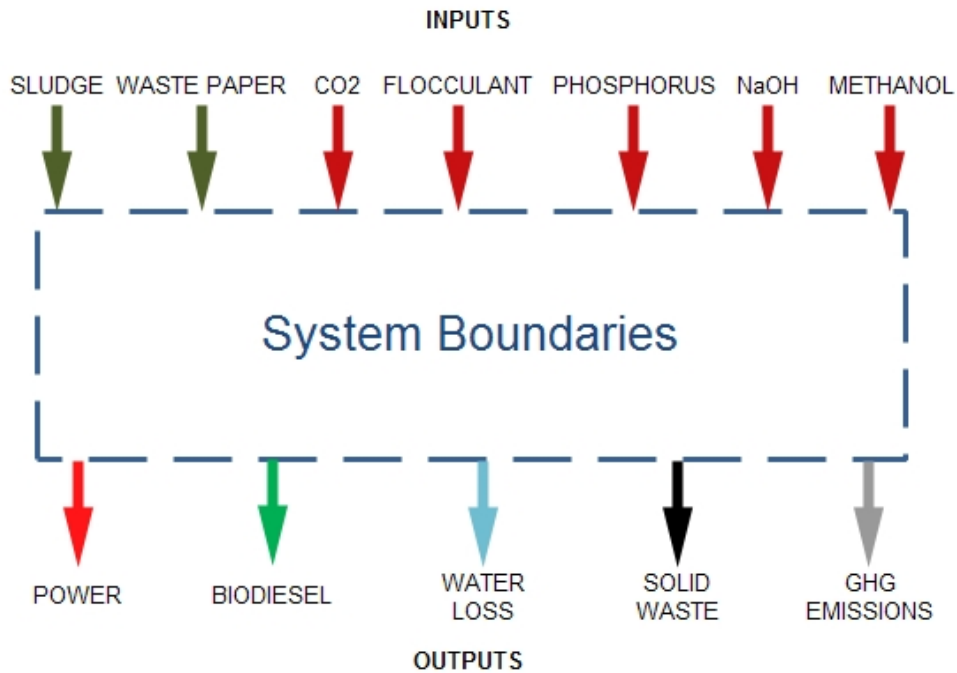 INPUTS
SLUDGE WASTE PAPER CO2 FLOCCULANT PHOSPHORUS NaOH METHANOL
System Boundaries
POWER
BIODIESEL
WATER
LOSS
SOLID
WASTE
GHG
EMISSIONS
OUTPUTS